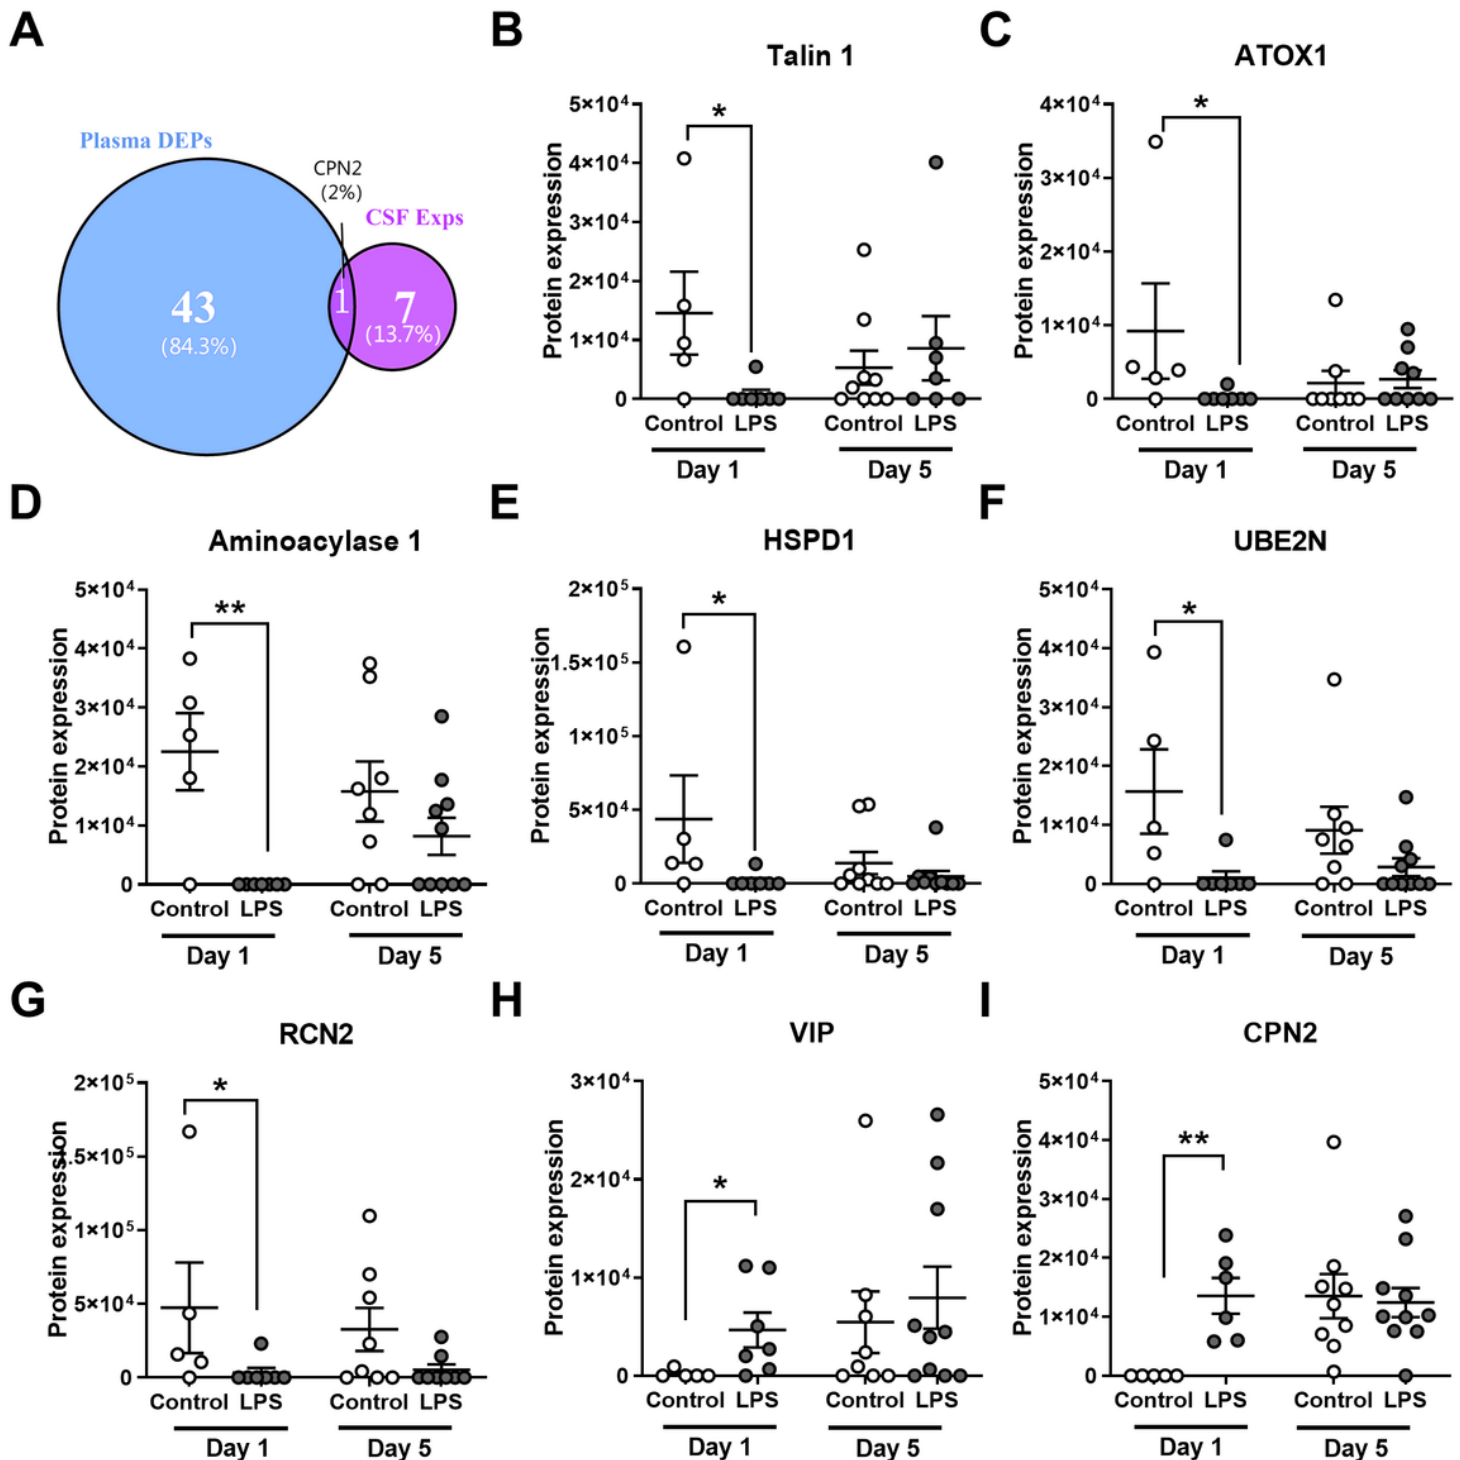 A
Plasma DEPs
CPN2
(2%)
CSF Exps
43
(84.3%)
1
7
(13.7%)
B
Talin 1
Protein expression
5×10⁴
4×10⁴
3×10⁴
2×10⁴
1×10⁴
0
*
Control LPS Control LPS
Day 1 Day 5
C
ATOX1
Protein expression
4×10⁴
3×10⁴
2×10⁴
1×10⁴
0
*
Control LPS Control LPS
Day 1 Day 5
D
Aminoacylase 1
Protein expression
5×10⁴
4×10⁴
3×10⁴
2×10⁴
1×10⁴
0
**
Control LPS Control LPS
Day 1 Day 5
E
HSPD1
Protein expression
2×10⁵
1.5×10⁵
1×10⁵
5×10⁴
0
*
Control LPS Control LPS
Day 1 Day 5
F
UBE2N
Protein expression
5×10⁴
4×10⁴
3×10⁴
2×10⁴
1×10⁴
0
*
Control LPS Control LPS
Day 1 Day 5
G
RCN2
Protein expression
2×10⁵
1.5×10⁵
1×10⁵
5×10⁴
0
*
Control LPS Control LPS
Day 1 Day 5
H
VIP
Protein expression
3×10⁴
2×10⁴
1×10⁴
0
*
Control LPS Control LPS
Day 1 Day 5
I
CPN2
Protein expression
5×10⁴
4×10⁴
3×10⁴
2×10⁴
1×10⁴
0
**
Control LPS Control LPS
Day 1 Day 5